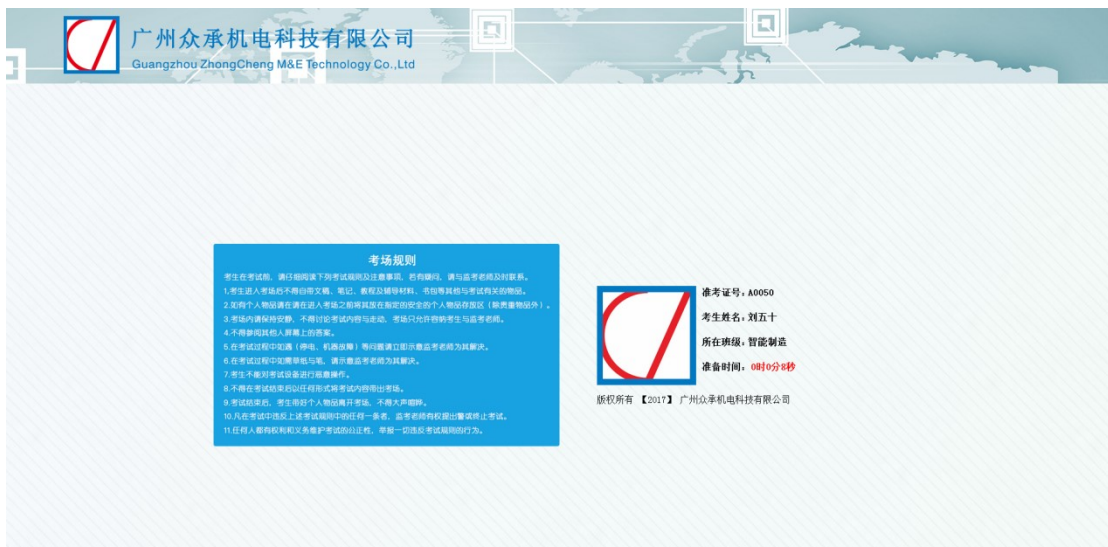 广州众承机电科技有限公司
Guangzhou ZhongCheng M&E Technology Co.,Ltd
考场规则
考生在考试前，请仔细阅读下列考试规则及注意事项，若有疑问，请与监考老师及时联系。
1.考生进入考场后不得自带文稿、笔记、教程及辅导材料、书包等其他与考试有关的物品。
2.如有个人物品请在请在进入考场之前将其放在指定的安全的个人物品存放区（除贵重物品外）。
3.考场内请保持安静，不得讨论考试内容与走动，考场只允许容纳考生与监考老师。
4.不得参阅其他人屏幕上的答案。
5.在考试过程中如遇（停电、机器故障）等问题请立即示意监考老师为其解决。
6.在考试过程中如需草纸与笔，请示意监考老师为其解决。
7.考生不能对考试设备进行恶意操作。
8.不得在考试结束后以任何形式将考试内容带出考场。
9.考试结束后，考生带好个人物品离开考场，不得大声喧哗。
10.凡在考试中违反上述考试规则中的任何一条者，监考老师有权提出警或终止考试。
11.任何人都有权利和义务维护考试的公正性，举报一切违反考试规则的行为。
准考证号：A0050
考生姓名：刘五十
所在班级：智能制造
准备时间：0时0分8秒
版权所有 【2017】 广州众承机电科技有限公司